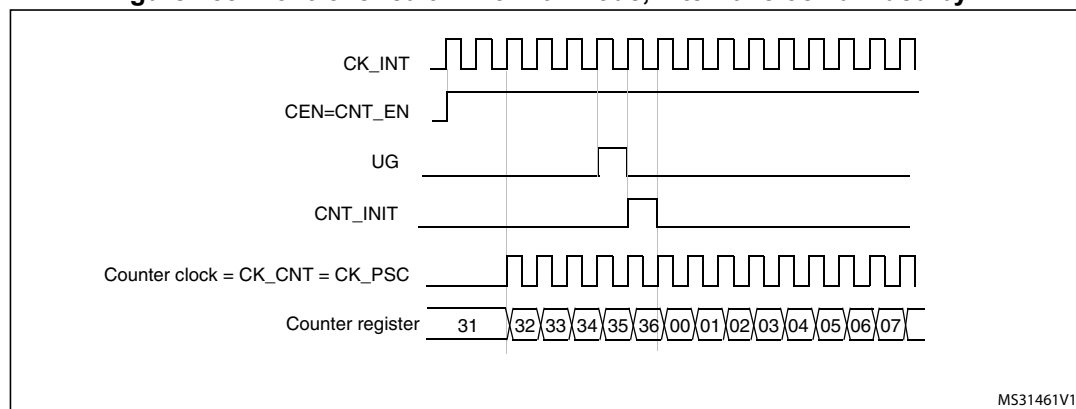 CK_INT
CEN=CNT_EN
UG
CNT_INIT
Counter clock = CK_CNT = CK_PSC
Counter register 31 32 33 34 35 36 00 01 02 03 04 05 06 07
MS31461V1